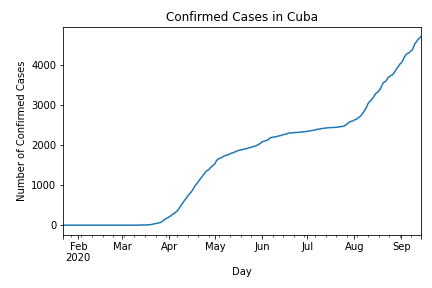 Confirmed Cases in Cuba
Number of Confirmed Cases
4000
3000
2000
1000
0
Feb Mar Apr May Jun Jul Aug Sep
2020
Day